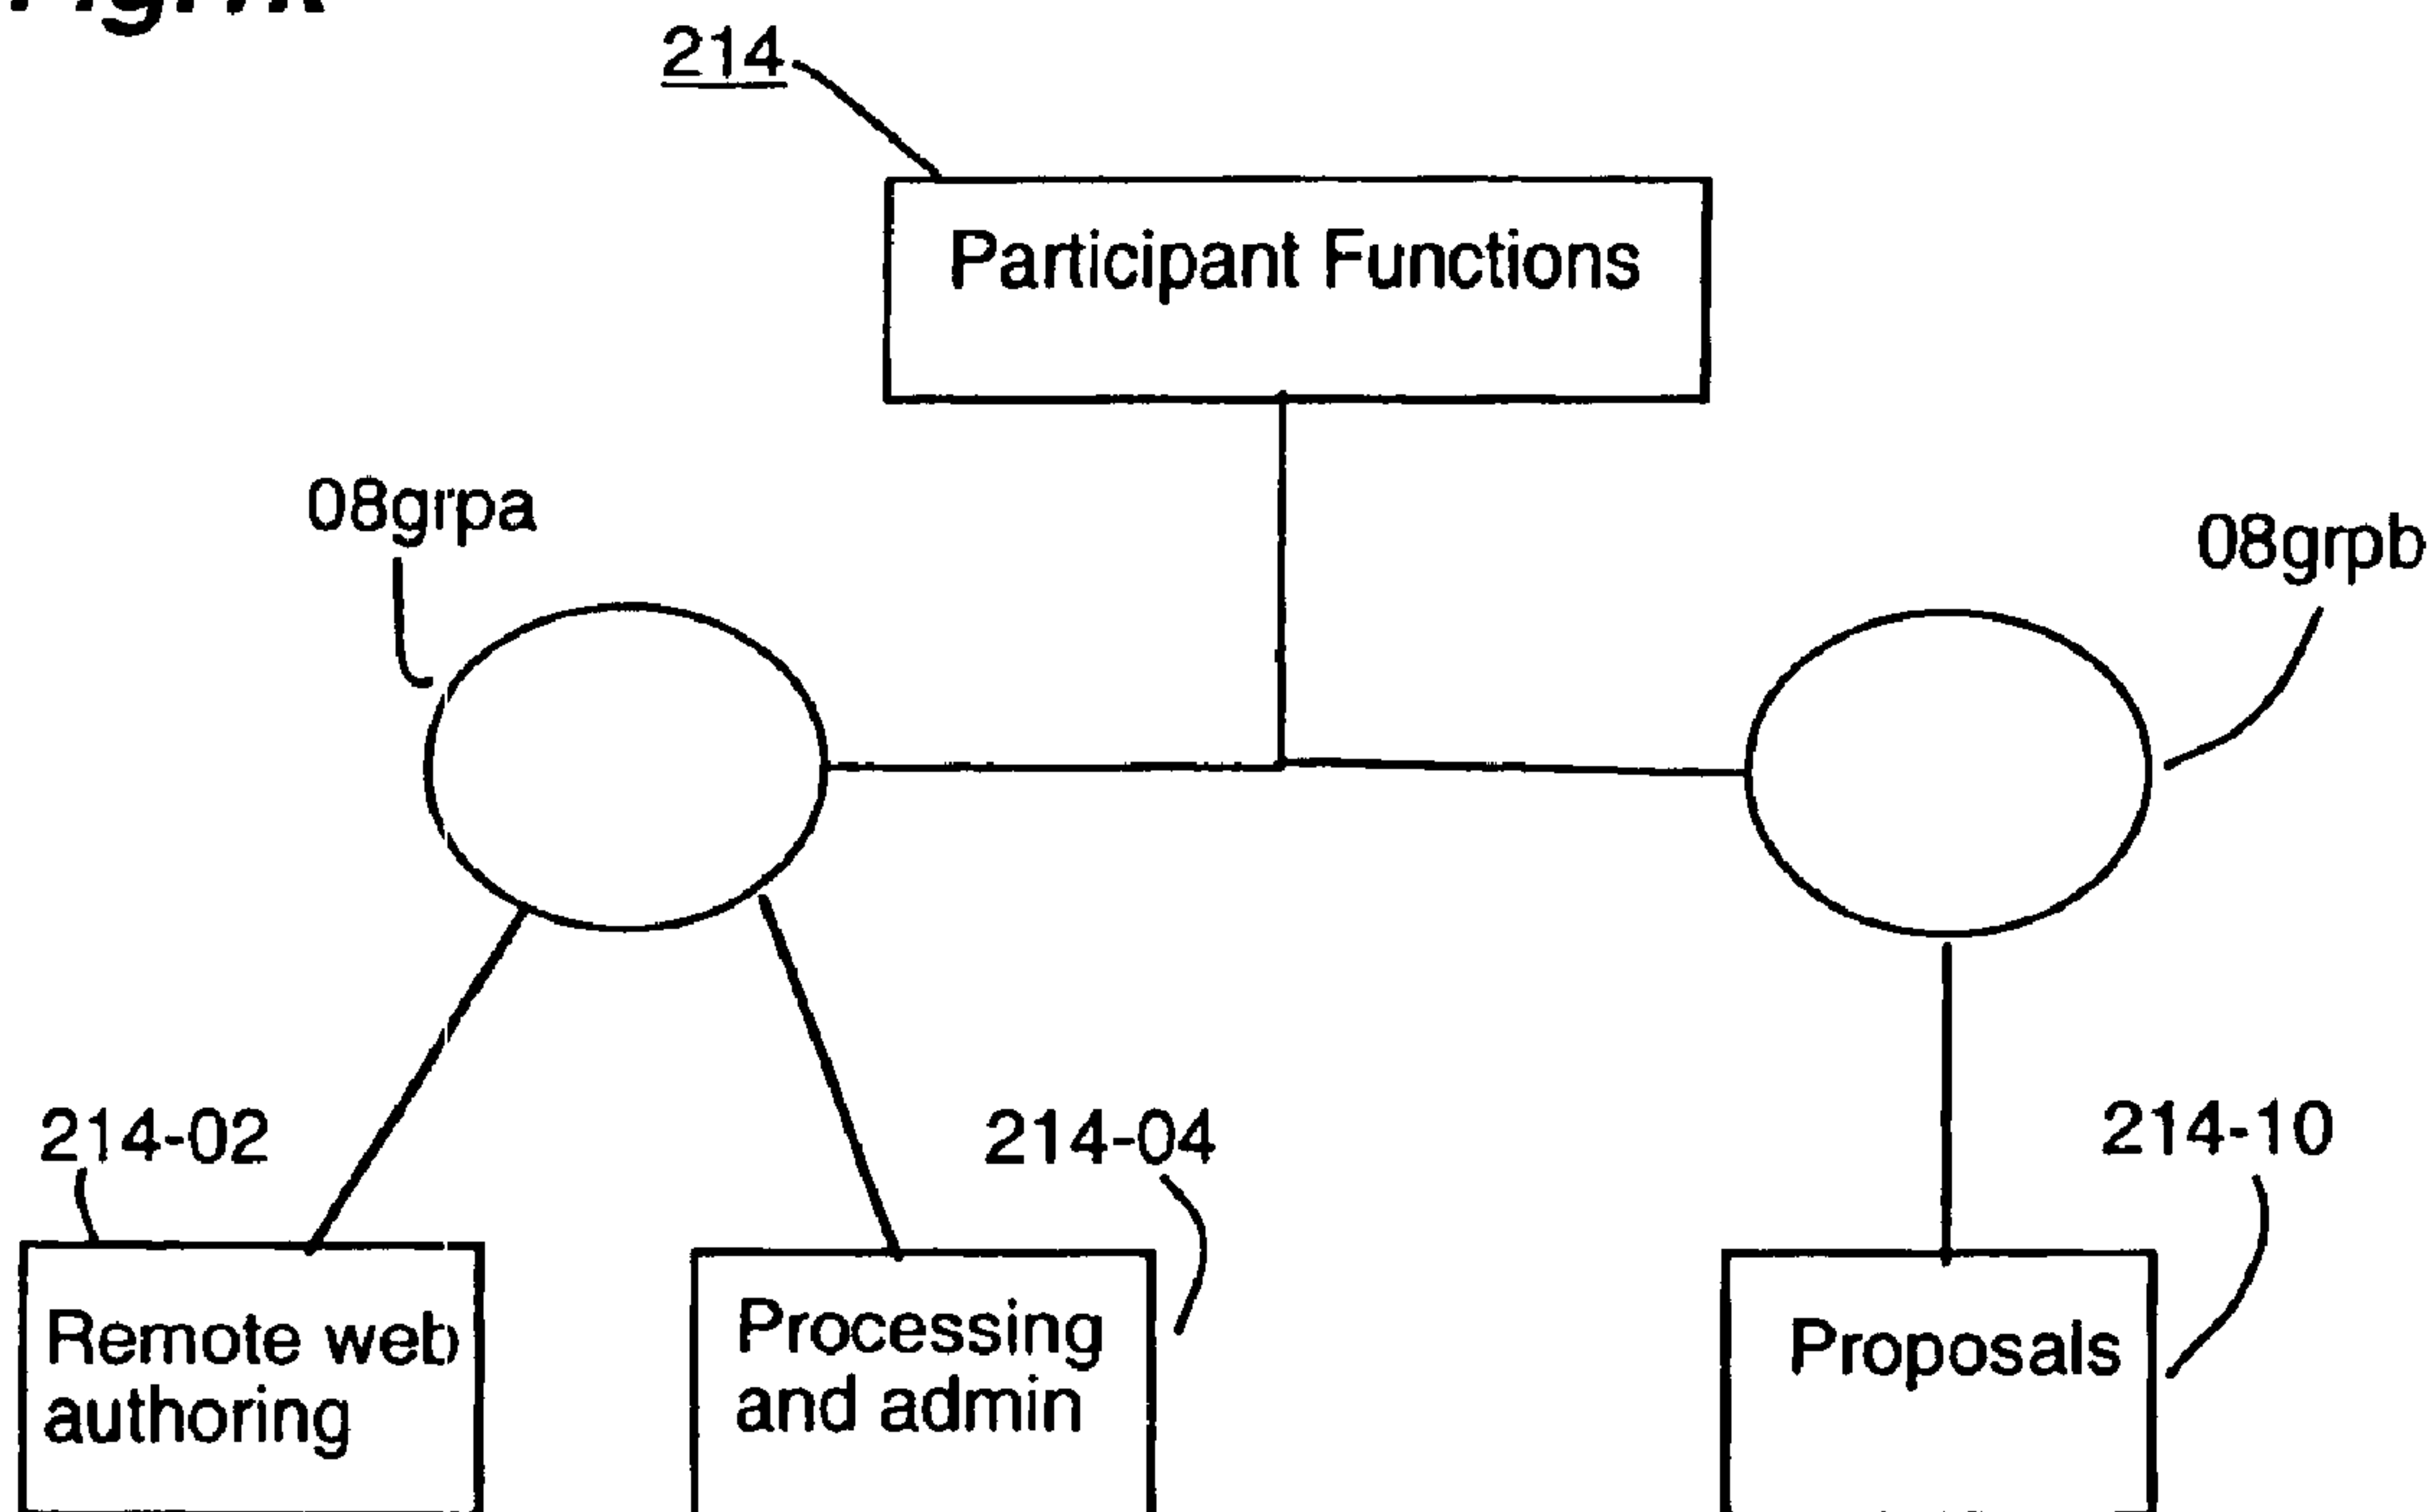 214
Participant Functions
08grpa
08grpb
214-02
214-04
214-10
Remote web
authoring
Processing
and admin
Proposals